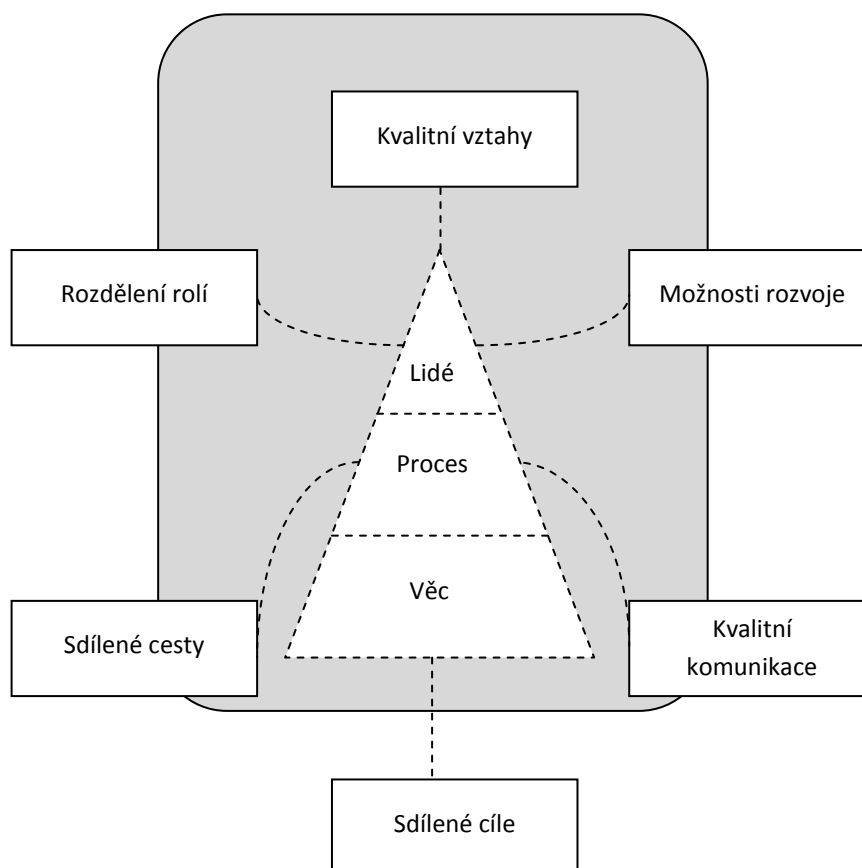 Kvalitní vztahy
Rozdělení rolí
Možnosti rozvoje
Lidé
Proces
Věc
Sdílené cesty
Kvalitní
komunikace
Sdílené cíle